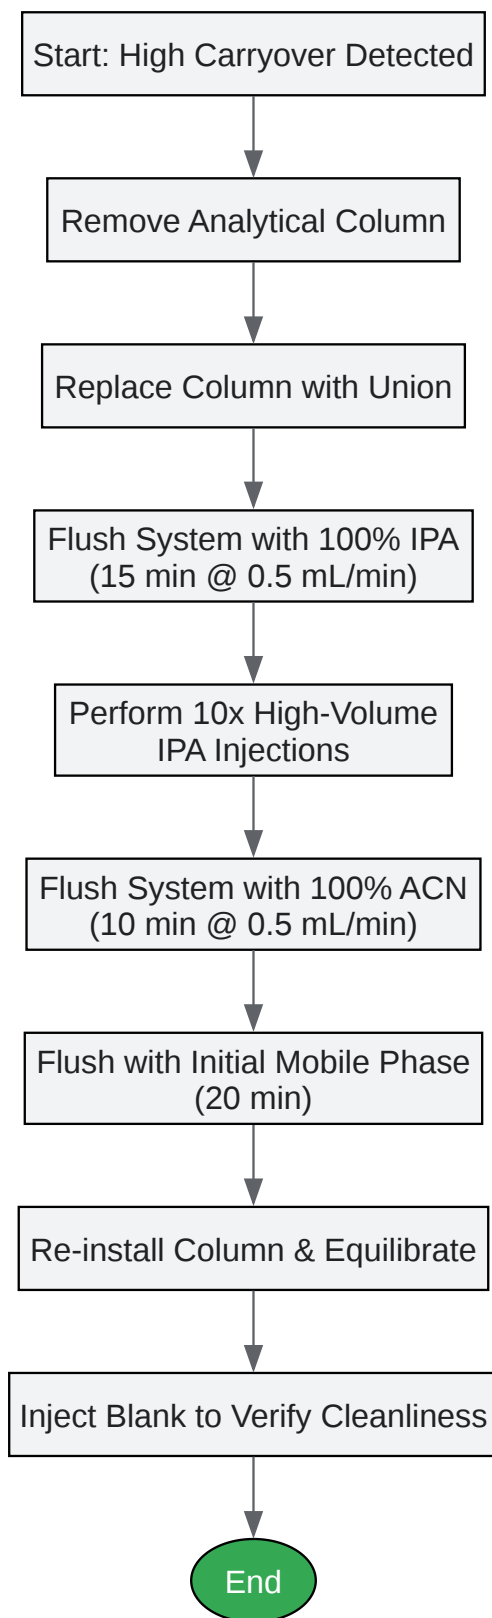 Start: High Carryover Detected
Remove Analytical Column
Replace Column with Union
Flush System with 100% IPA
(15 min @ 0.5 mL/min)
Perform 10x High-Volume
IPA Injections
Flush System with 100% ACN
(10 min @ 0.5 mL/min)
Flush with Initial Mobile Phase
(20 min)
Re-install Column & Equilibrate
Inject Blank to Verify Cleanliness
End